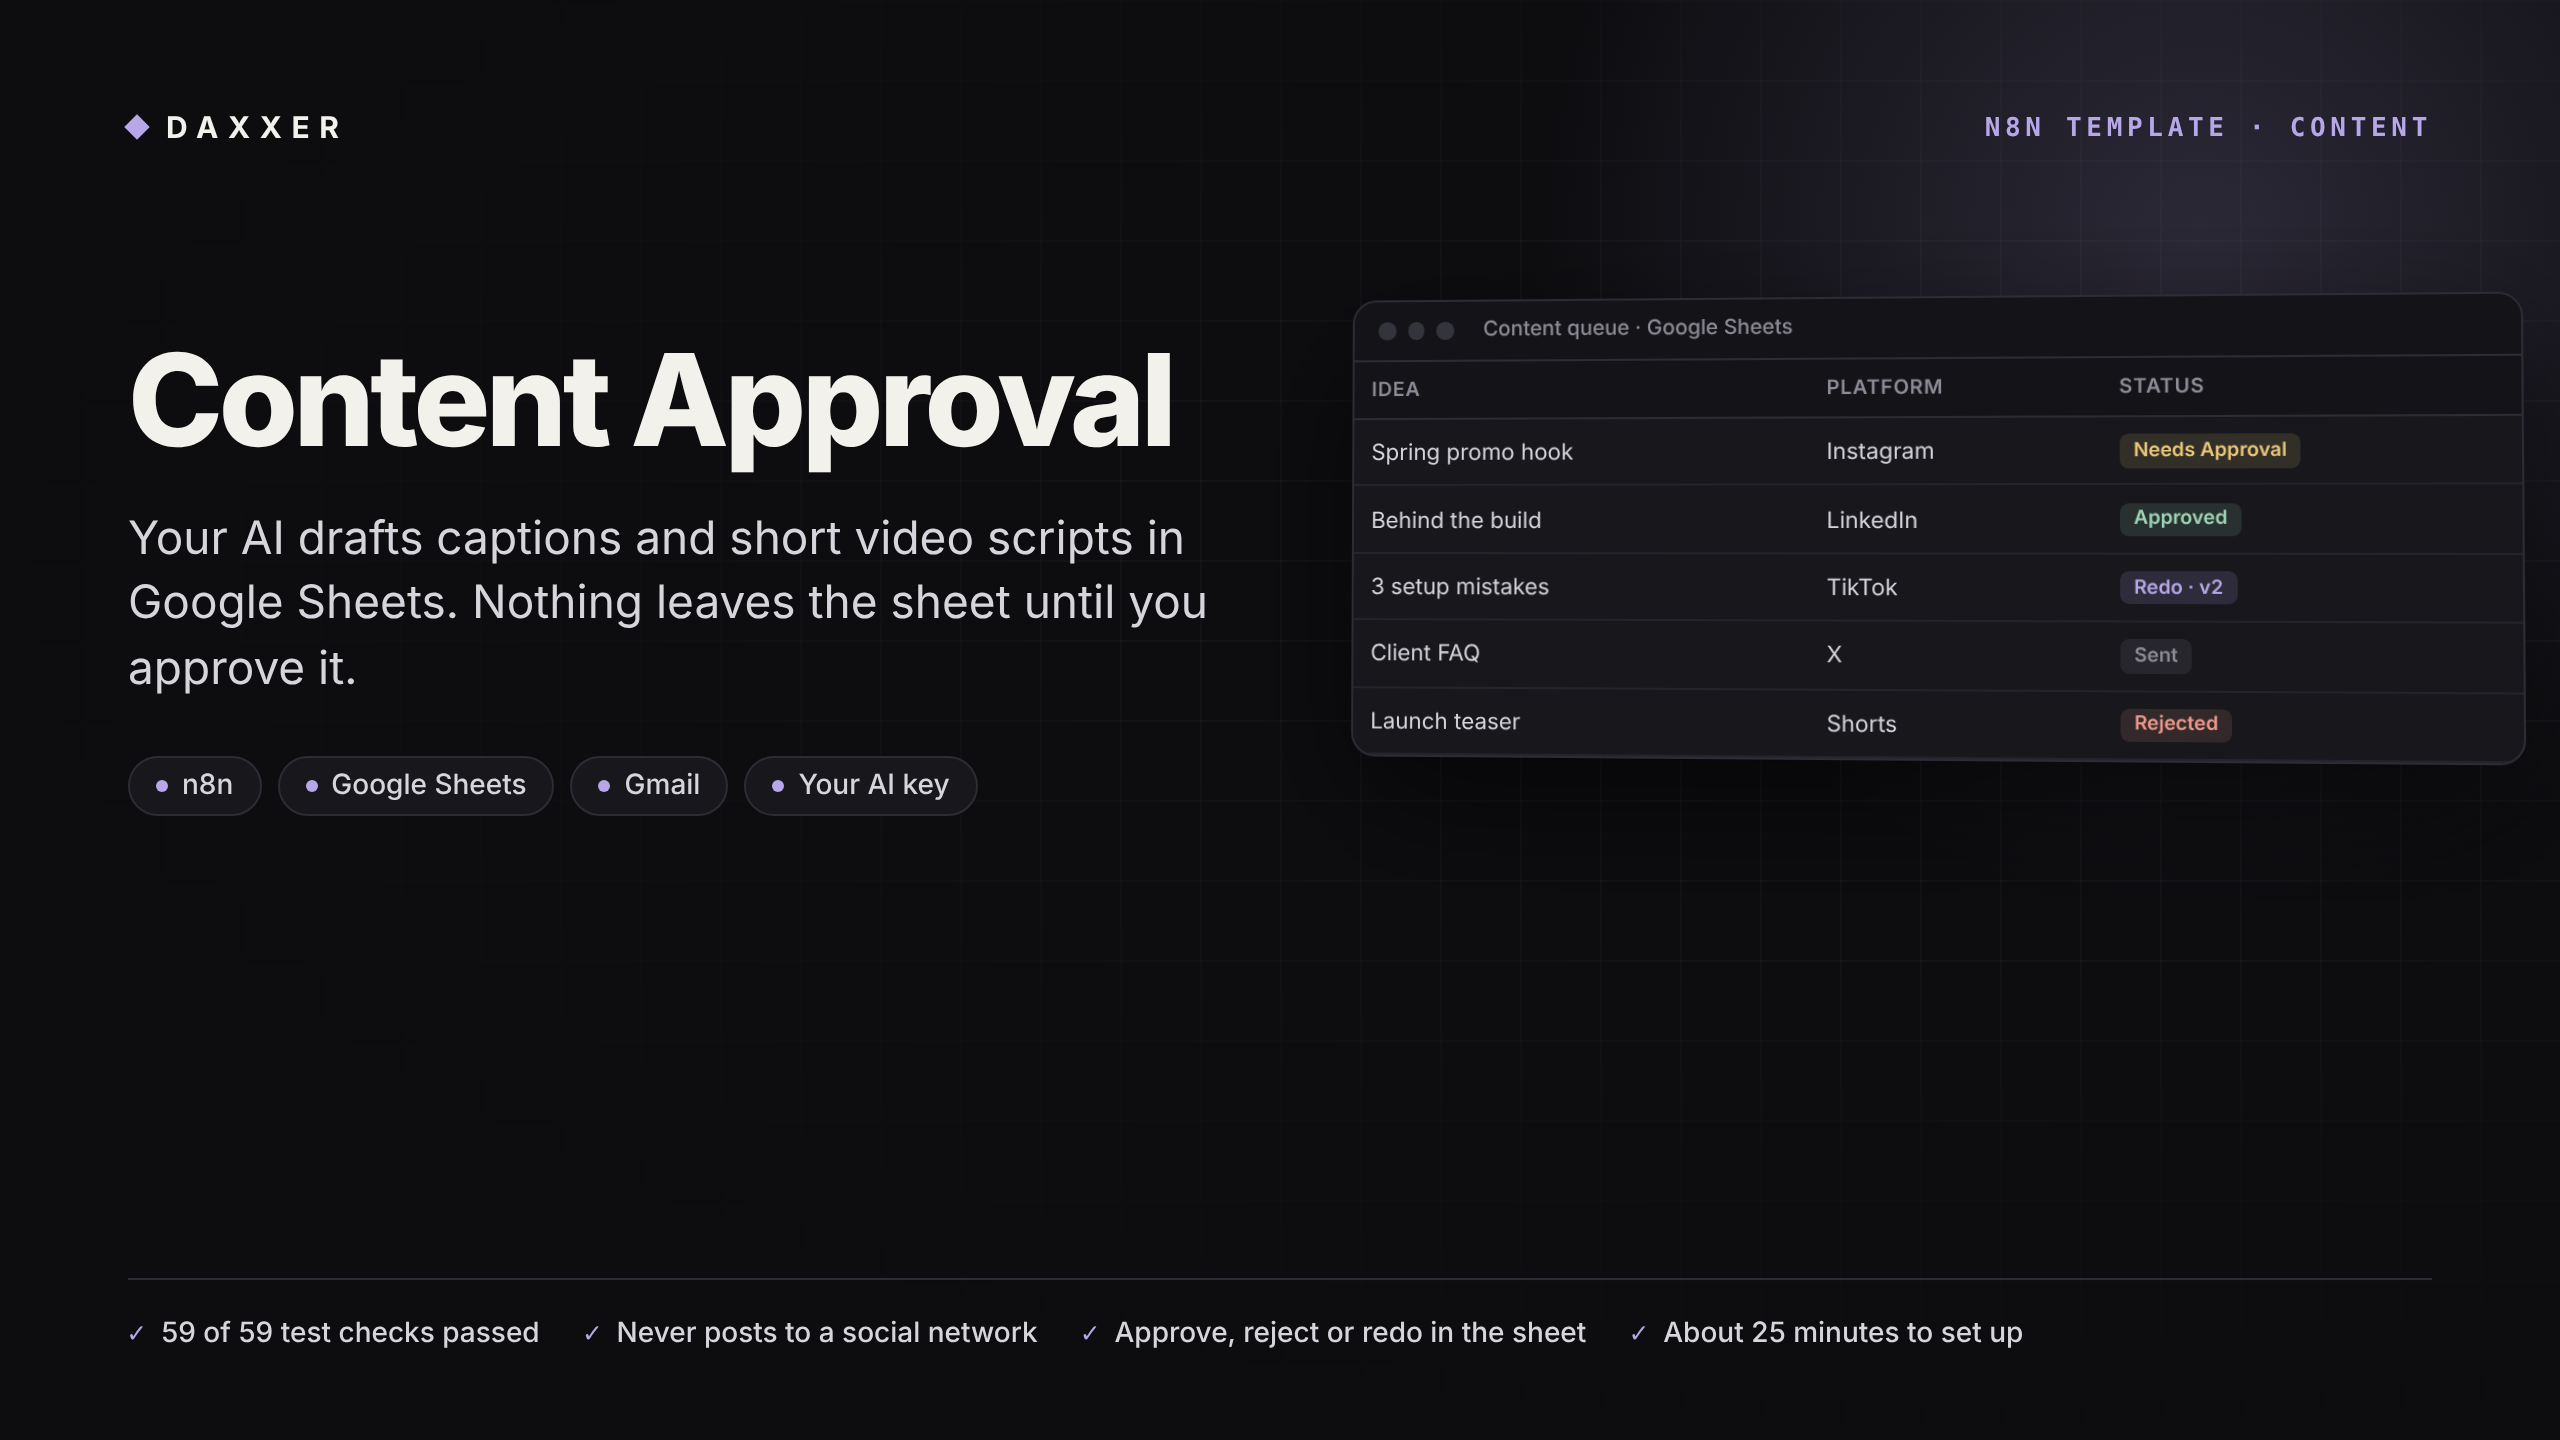 DAXXER
N8N TEMPLATE · CONTENT
Content Approval
Your AI drafts captions and short video scripts in
Google Sheets. Nothing leaves the sheet until you
approve it.
n8n
Google Sheets
Gmail
Your AI key
Content queue · Google Sheets
IDEA PLATFORM STATUS
Spring promo hook Instagram Needs Approval
Behind the build LinkedIn Approved
3 setup mistakes TikTok Redo · v2
Client FAQ X Sent
Launch teaser Shorts Rejected
✓ 59 of 59 test checks passed ✓ Never posts to a social network ✓ Approve, reject or redo in the sheet ✓ About 25 minutes to set up